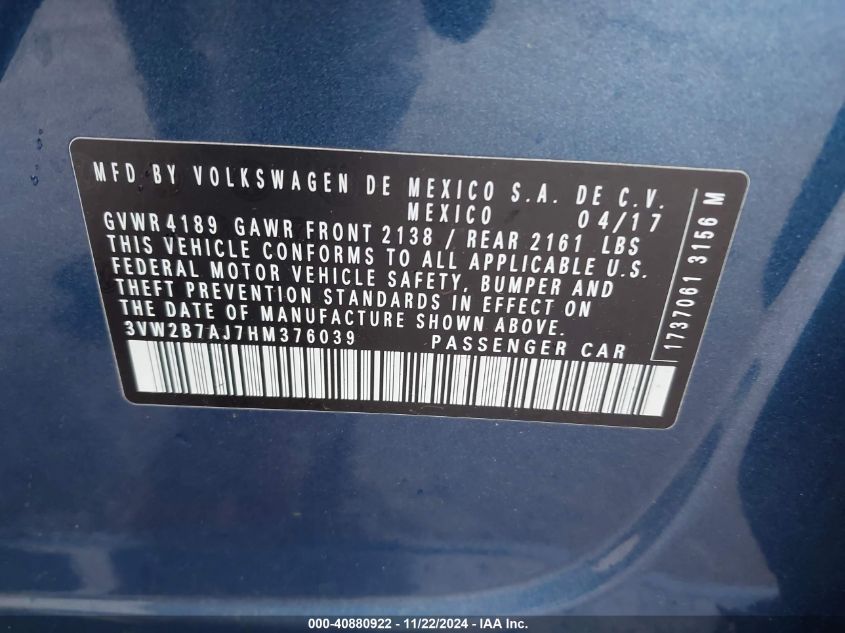 MFD BY VOLKSWAGEN DE MEXICO S.A. DE C.V.
MEXICO 04/17
GVWR 4189 GAWR FRONT 2138 / REAR 2161 LBS
THIS VEHICLE CONFORMS TO ALL APPLICABLE U.S.
FEDERAL MOTOR VEHICLE SAFETY, BUMPER AND
THEFT PREVENTION STANDARDS IN EFFECT ON
THE DATE OF MANUFACTURE SHOWN ABOVE.
3VW2B7AJ7HM376039 PASSENGER CAR
1737061 3156 M
000-40880922 - 11/22/2024 - IAA Inc.